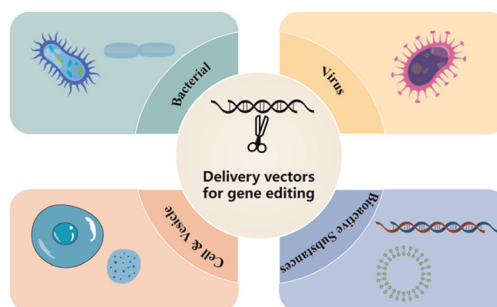 Bacterial
Virus
Delivery vectors
for gene editing
Cell & Vesicle
Bioactive Substances